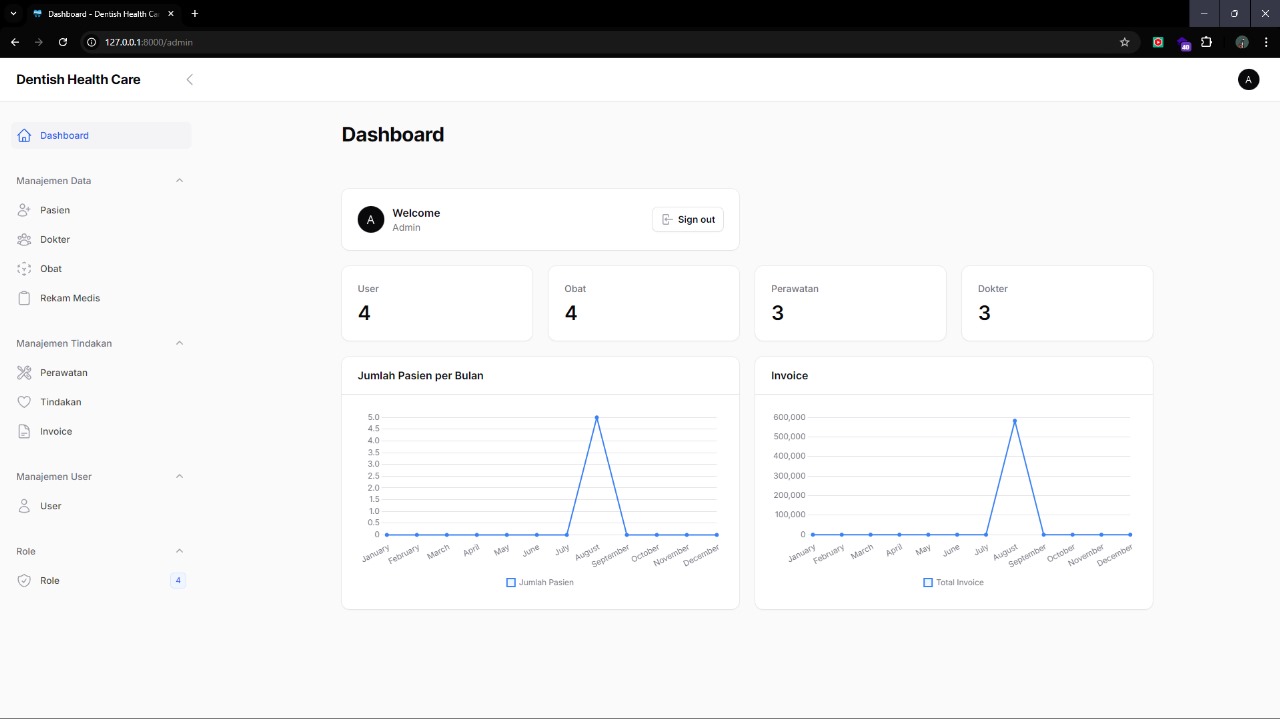 Dashboard - Dentish Health Ca
127.0.0.1:8000/admin
40
Dentish Health Care
A
Dashboard
Manajemen Data
Pasien
Dokter
Obat
Rekam Medis
Manajemen Tindakan
Perawatan
Tindakan
Invoice
Manajemen User
User
Role
Role 4
Dashboard
A
Welcome
Admin
Sign out
User
4
Obat
4
Perawatan
3
Dokter
3
Jumlah Pasien per Bulan
5.0
4.5
4.0
3.5
3.0
2.5
2.0
1.5
1.0
0.5
0
January February March April May June July August September October November December
Jumlah Pasien
Invoice
600,000
500,000
400,000
300,000
200,000
100,000
0
January February March April May June July August September October November December
Total Invoice